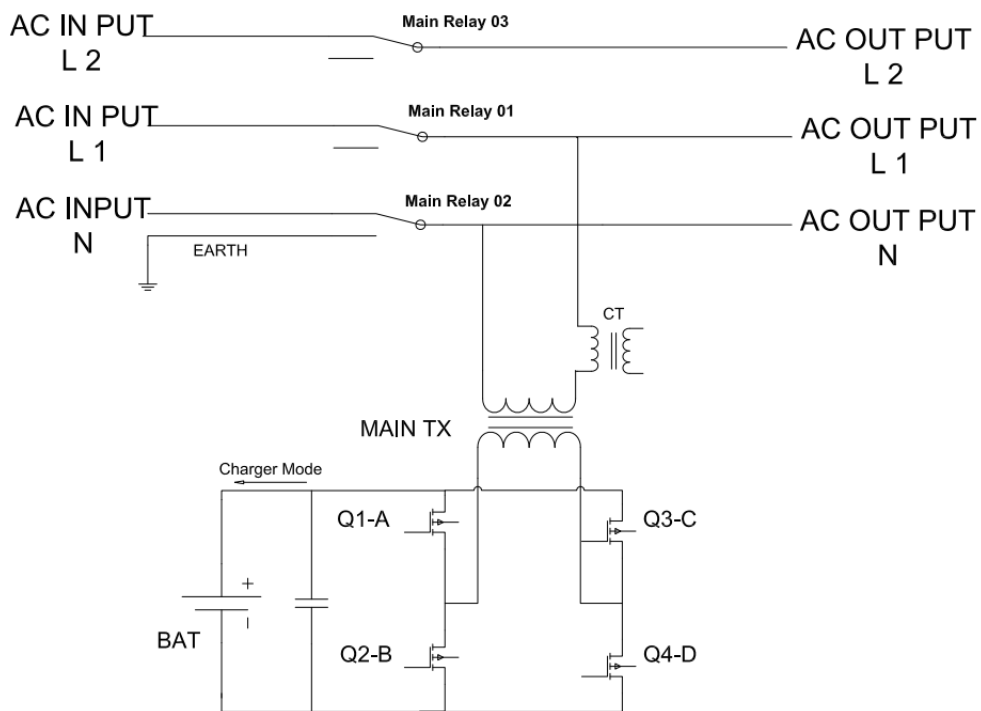 AC IN PUT
L 2
Main Relay 03
AC OUT PUT
L 2
AC IN PUT
L 1
Main Relay 01
AC OUT PUT
L 1
AC INPUT
N
Main Relay 02
AC OUT PUT
N
EARTH
CT
MAIN TX
Charger Mode
Q1-A
Q3-C
+
−
BAT
Q2-B
Q4-D